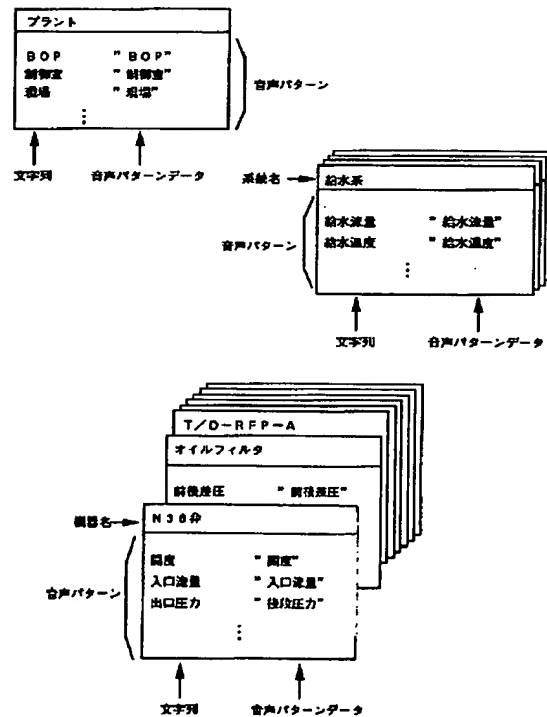 プラント
BOP ”BOP”
制御室 ”制御室”
現場 ”現場”
音声パターン
文字列 音声パターンデータ
系統名 給水系
給水流量 ”給水流量”
給水温度 ”給水温度”
音声パターン
文字列 音声パターンデータ
T/D-RFP-A
オイルフィルタ
前後差圧 ”前後差圧”
機器名 N36弁
開度 ”開度”
入口流量 ”入口流量”
出口圧力 ”後段圧力”
音声パターン
文字列 音声パターンデータ